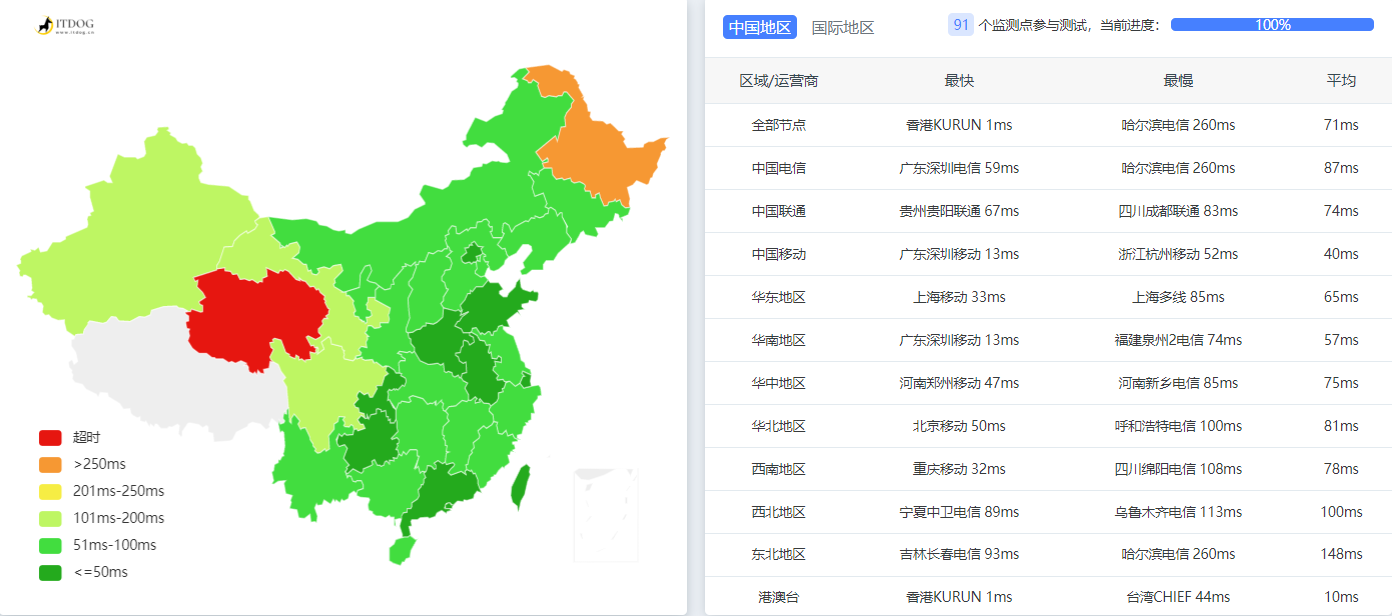 ITDOG
www.itdog.cn
超时
>250ms
201ms-250ms
101ms-200ms
51ms-100ms
<=50ms
中国地区 国际地区 91 个监测点参与测试，当前进度： 100%
区域/运营商 最快 最慢 平均
全部节点 香港KURUN 1ms 哈尔滨电信 260ms 71ms
中国电信 广东深圳电信 59ms 哈尔滨电信 260ms 87ms
中国联通 贵州贵阳联通 67ms 四川成都联通 83ms 74ms
中国移动 广东深圳移动 13ms 浙江杭州移动 52ms 40ms
华东地区 上海移动 33ms 上海多线 85ms 65ms
华南地区 广东深圳移动 13ms 福建泉州2电信 74ms 57ms
华中地区 河南郑州移动 47ms 河南新乡电信 85ms 75ms
华北地区 北京移动 50ms 呼和浩特电信 100ms 81ms
西南地区 重庆移动 32ms 四川绵阳电信 108ms 78ms
西北地区 宁夏中卫电信 89ms 乌鲁木齐电信 113ms 100ms
东北地区 吉林长春电信 93ms 哈尔滨电信 260ms 148ms
港澳台 香港KURUN 1ms 台湾CHIEF 44ms 10ms